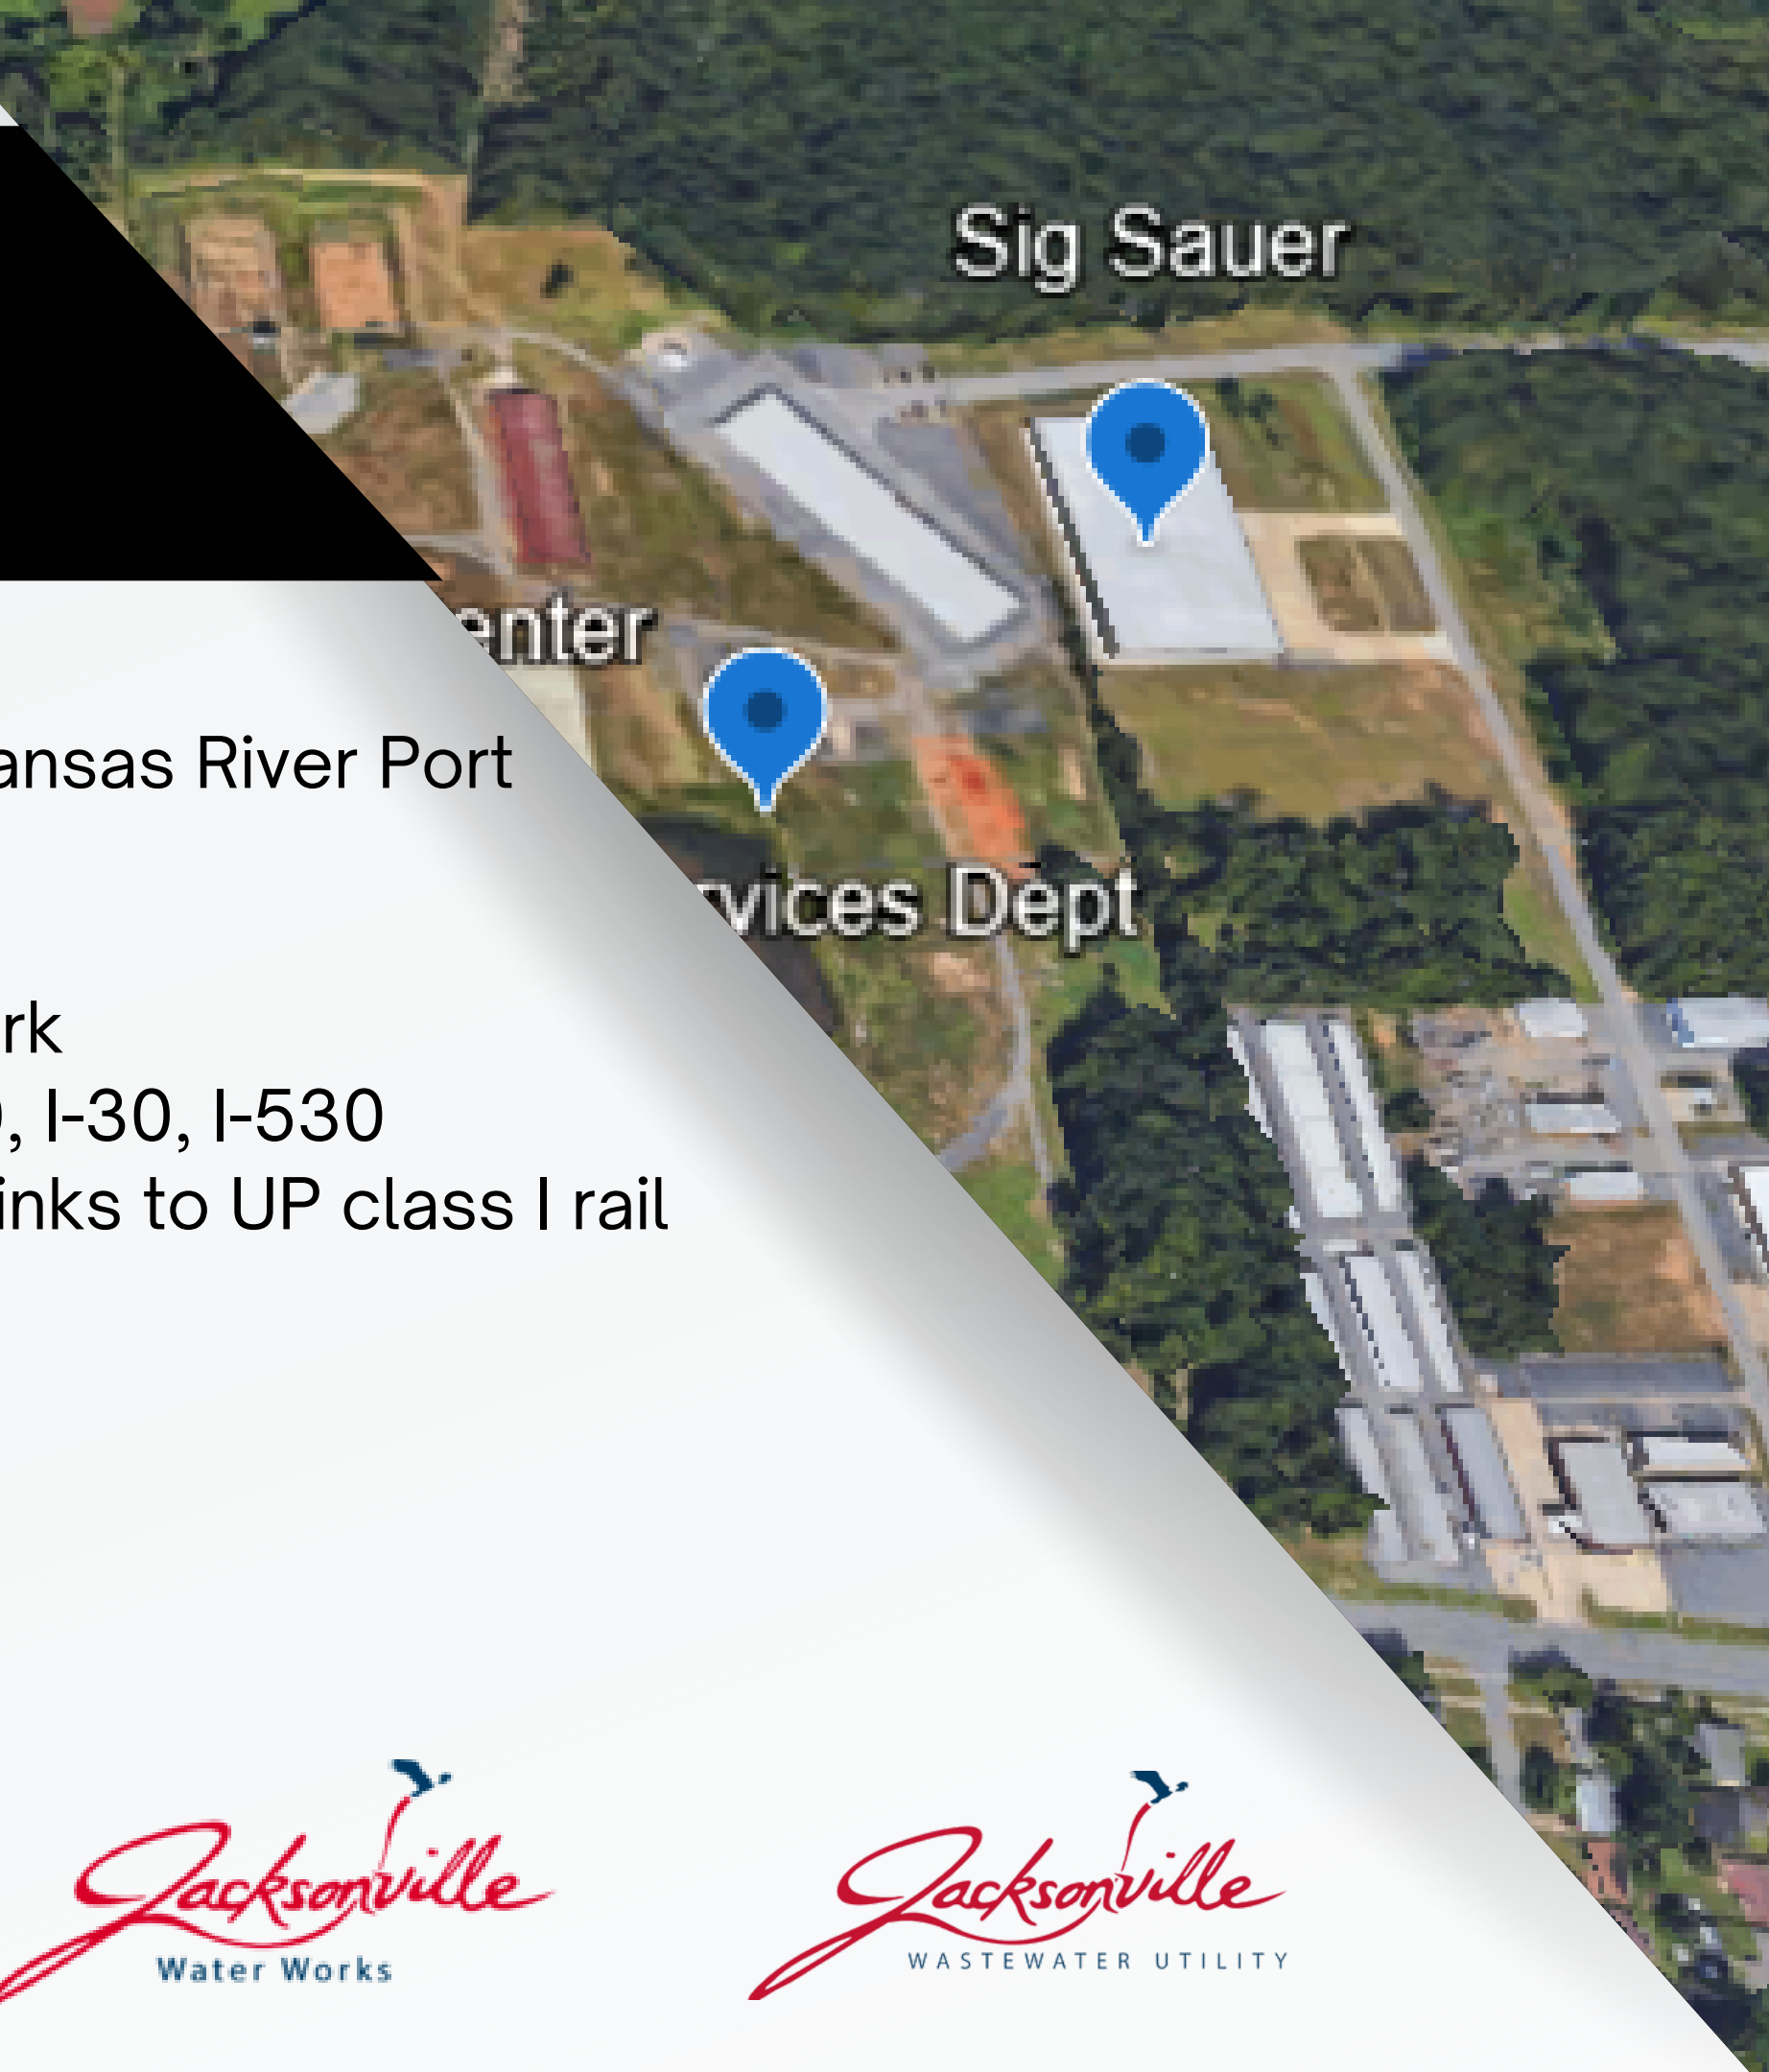 Sig Sauer
enter
ansas River Port
vices Dept
rk
, I-30, I-530
inks to UP class I rail
Jacksonville
Water Works
Jacksonville
WASTEWATER UTILITY